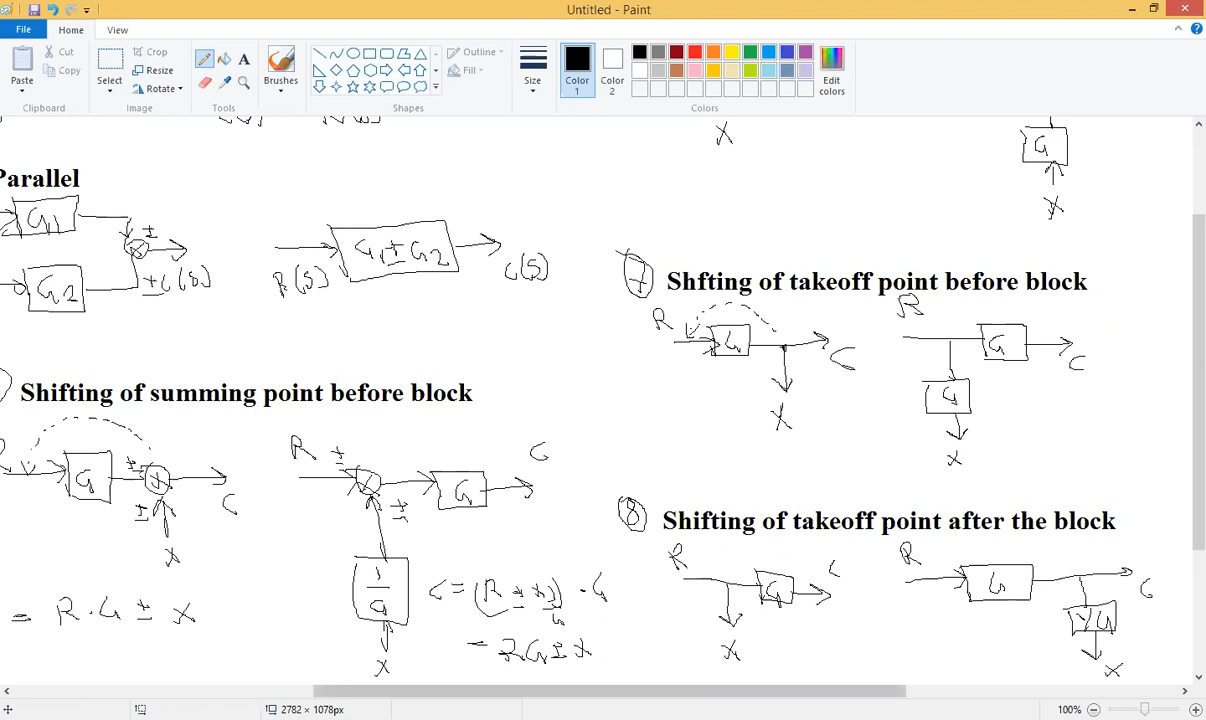 Untitled - Paint
File
Home
View
Paste
Cut
Copy
Clipboard
Select
Crop
Resize
Rotate
Image
A
Tools
Brushes
Shapes
Outline
Fill
Size
Color 1
Color 2
Edit colors
Colors
X
G
X
Parallel
G1
±
G2
± C(S)
R(S)
G1 ± G2
C(S)
7 Shfting of takeoff point before block
R
G
C
X
R
G
C
G
X
Shifting of summing point before block
G
±
±
C
X
R ±
±
G
C
1
G
X
= R.G ± X
= RG ± X
8 Shifting of takeoff point after the block
R
G
C
X
R
G
C
1/G
X
2782 × 1078px
100%